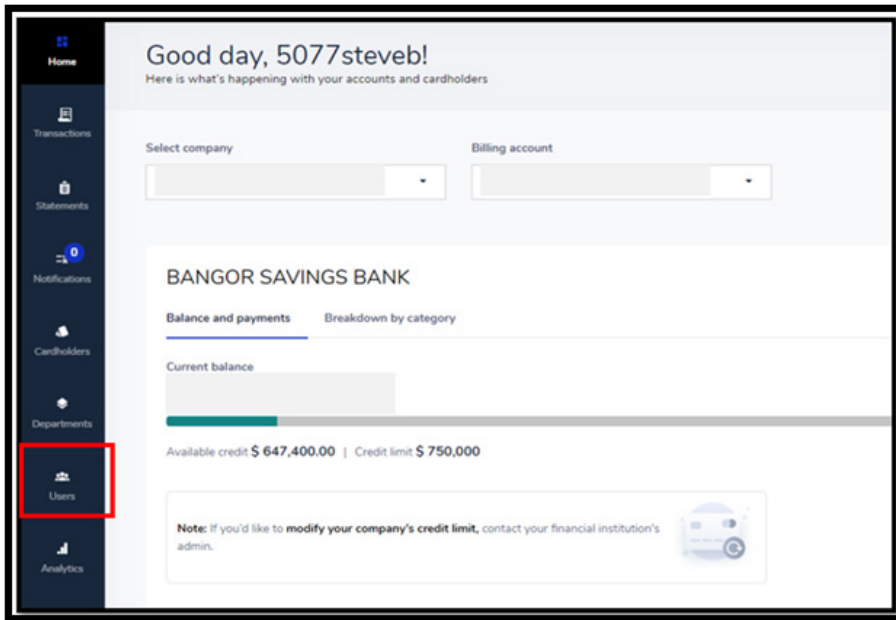 Home
Transactions
Statements
0
Notifications
Cardholders
Departments
Users
Analytics
Good day, 5077steveb!
Here is what's happening with your accounts and cardholders
Select company
Billing account
BANGOR SAVINGS BANK
Balance and payments
Breakdown by category
Current balance
Available credit $ 647,400.00 | Credit limit $ 750,000
Note: If you'd like to modify your company's credit limit, contact your financial institution's
admin.